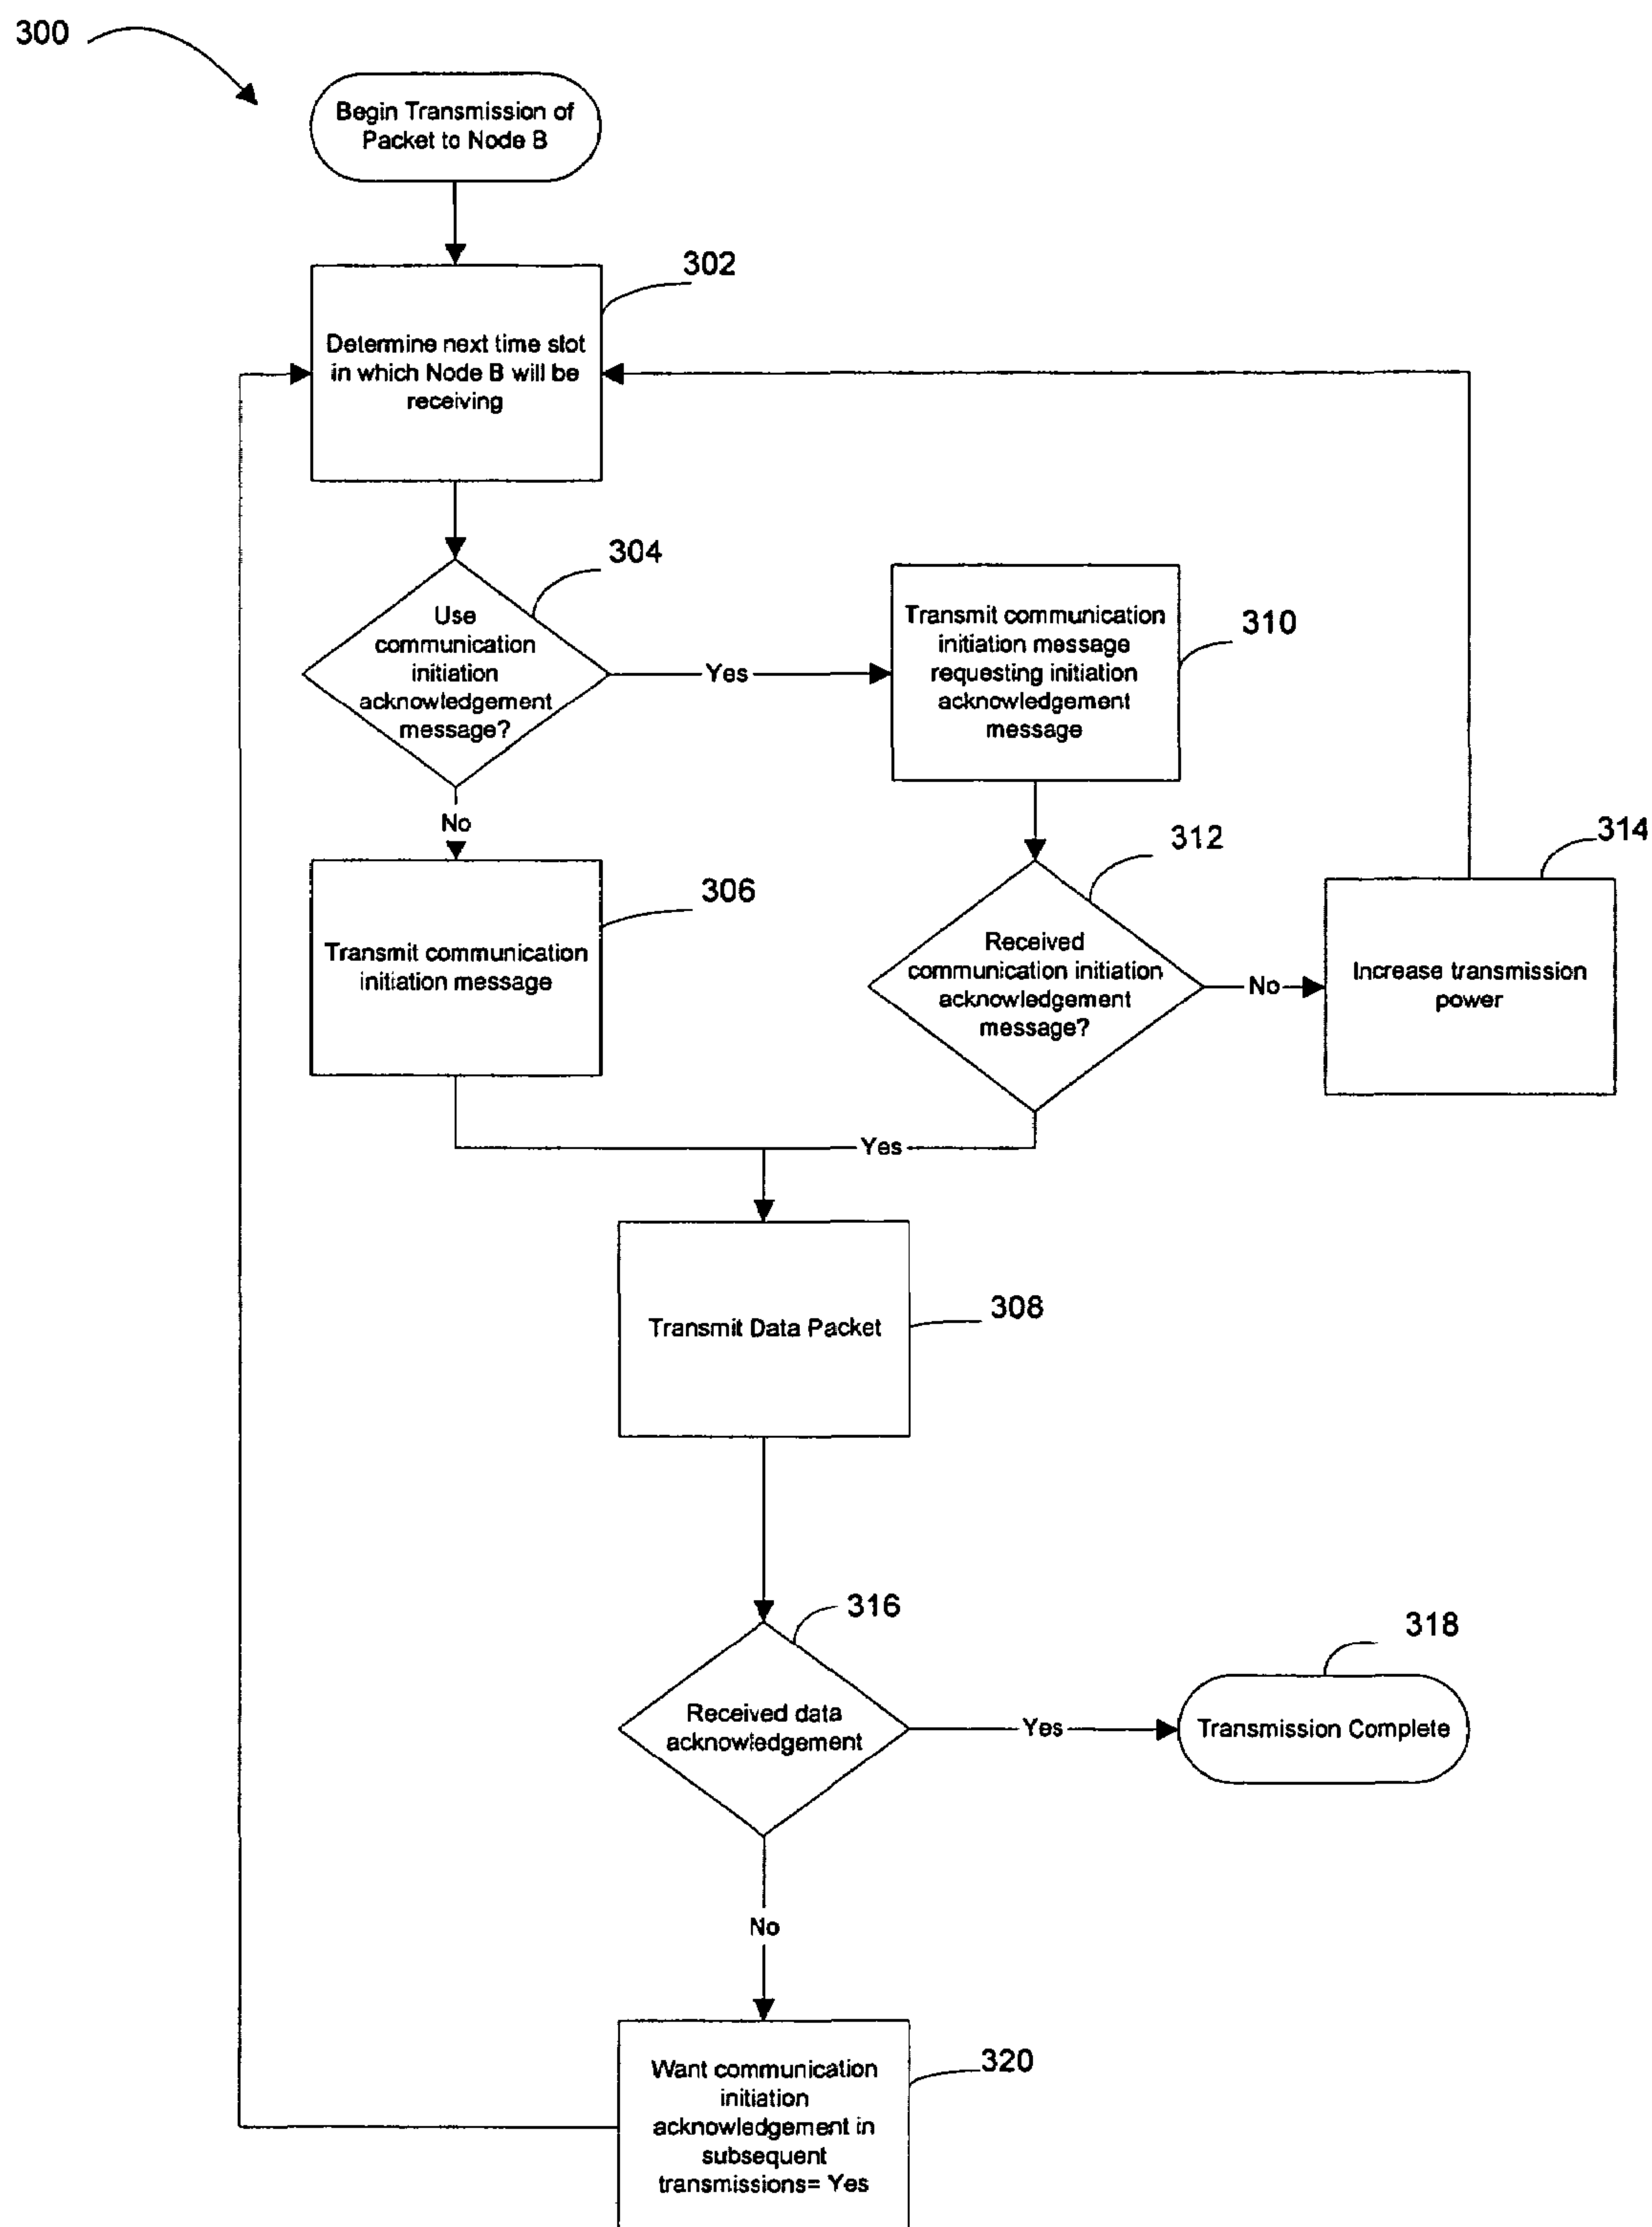 300
Begin Transmission of
Packet to Node B
302
Determine next time slot
in which Node B will be
receiving
304
Use
communication
initiation
acknowledgement
message?
Yes
Transmit communication
initiation message
requesting initiation
acknowledgement
message
310
No
312
314
306
Transmit communication
initiation message
Received
communication initiation
acknowledgement
message?
No
Increase transmission
power
Yes
Transmit Data Packet
308
316
Received data
acknowledgement
Yes
318
Transmission Complete
No
Want communication
initiation
acknowledgement in
subsequent
transmissions= Yes
320